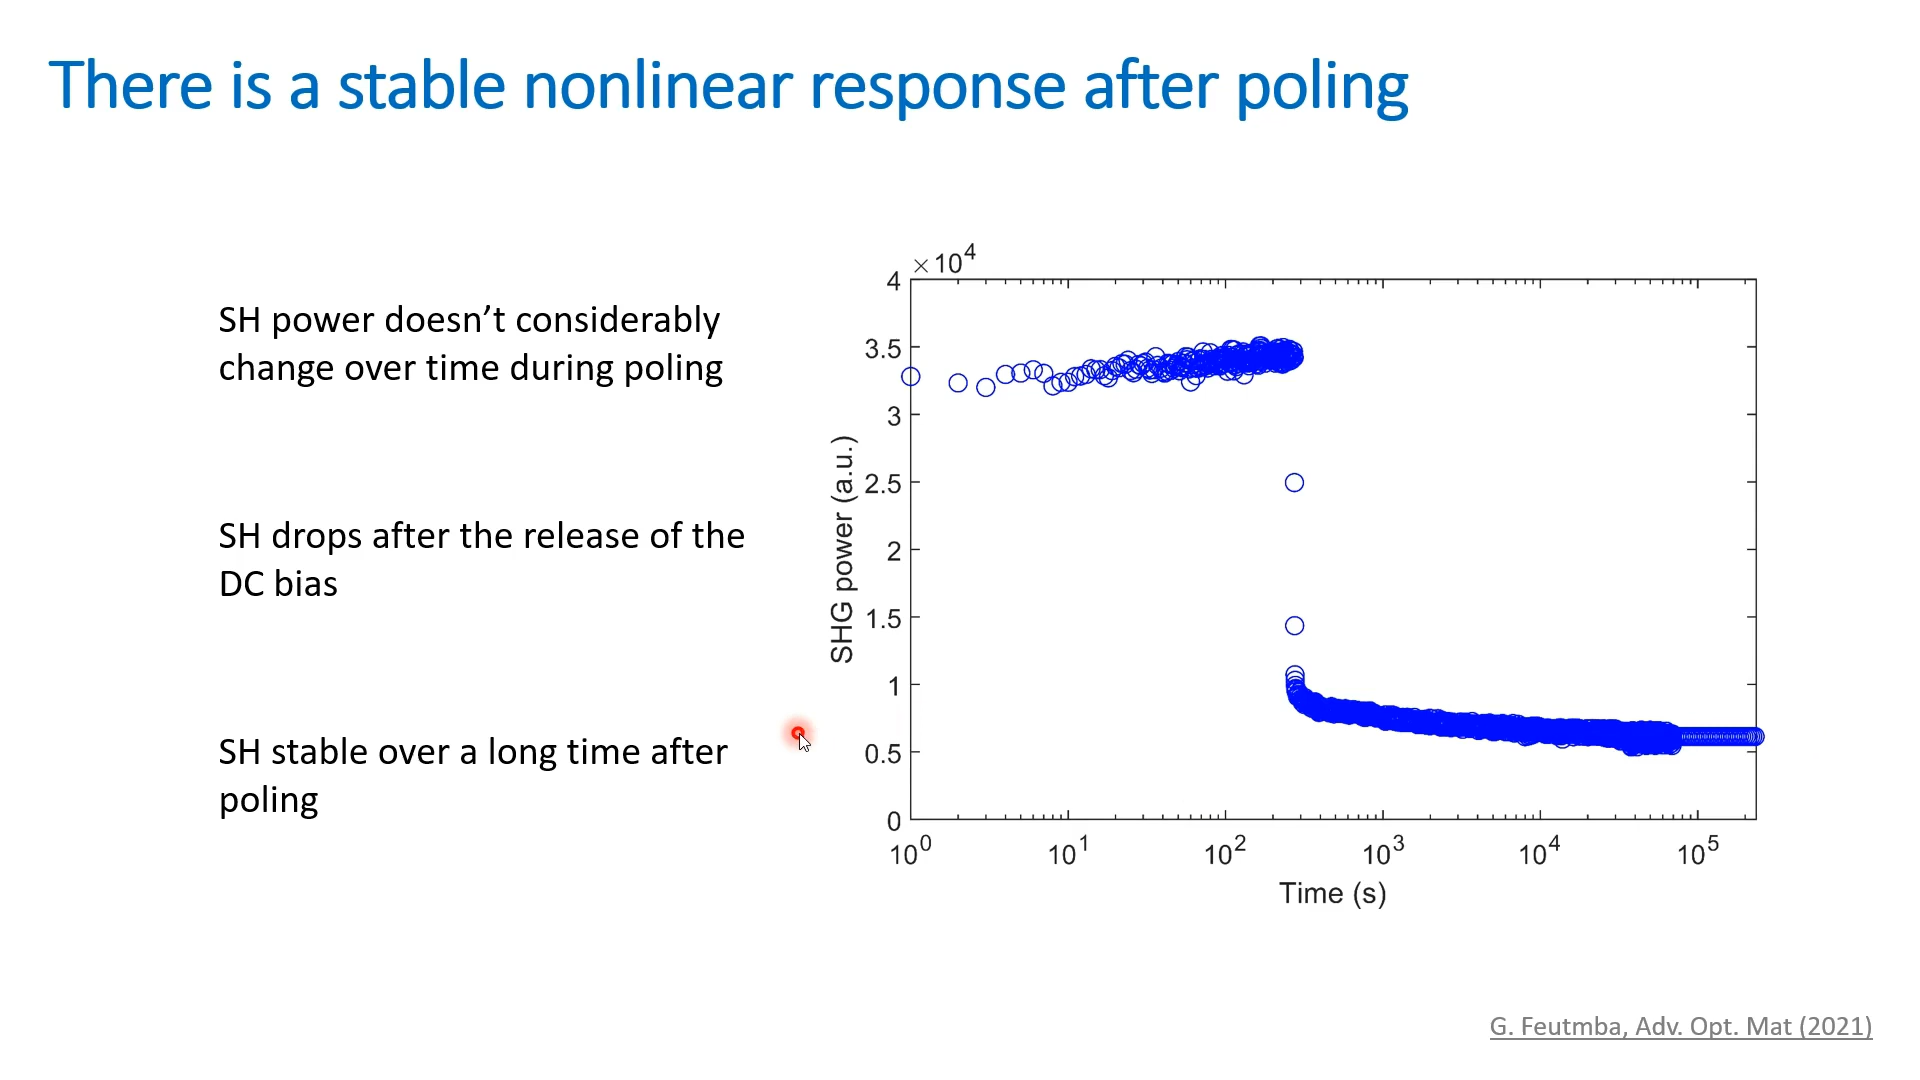 There is a stable nonlinear response after poling
SH power doesn’t considerably
change over time during poling
SH drops after the release of the
DC bias
SH stable over a long time after
poling
×10⁴
4
3.5
3
2.5
2
1.5
1
0.5
0
SHG power (a.u.)
10⁰ 10¹ 10² 10³ 10⁴ 10⁵
Time (s)
G. Feutmba, Adv. Opt. Mat (2021)